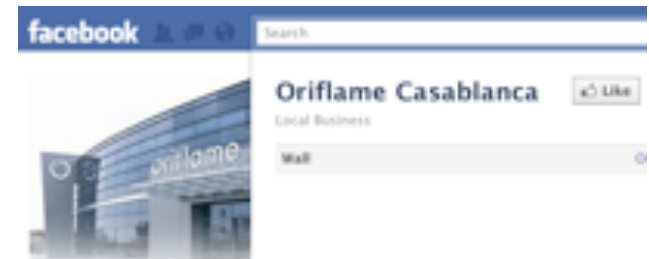 facebook
Search
Oriflame Casablanca
Like
Local Business
Wall
oriflame